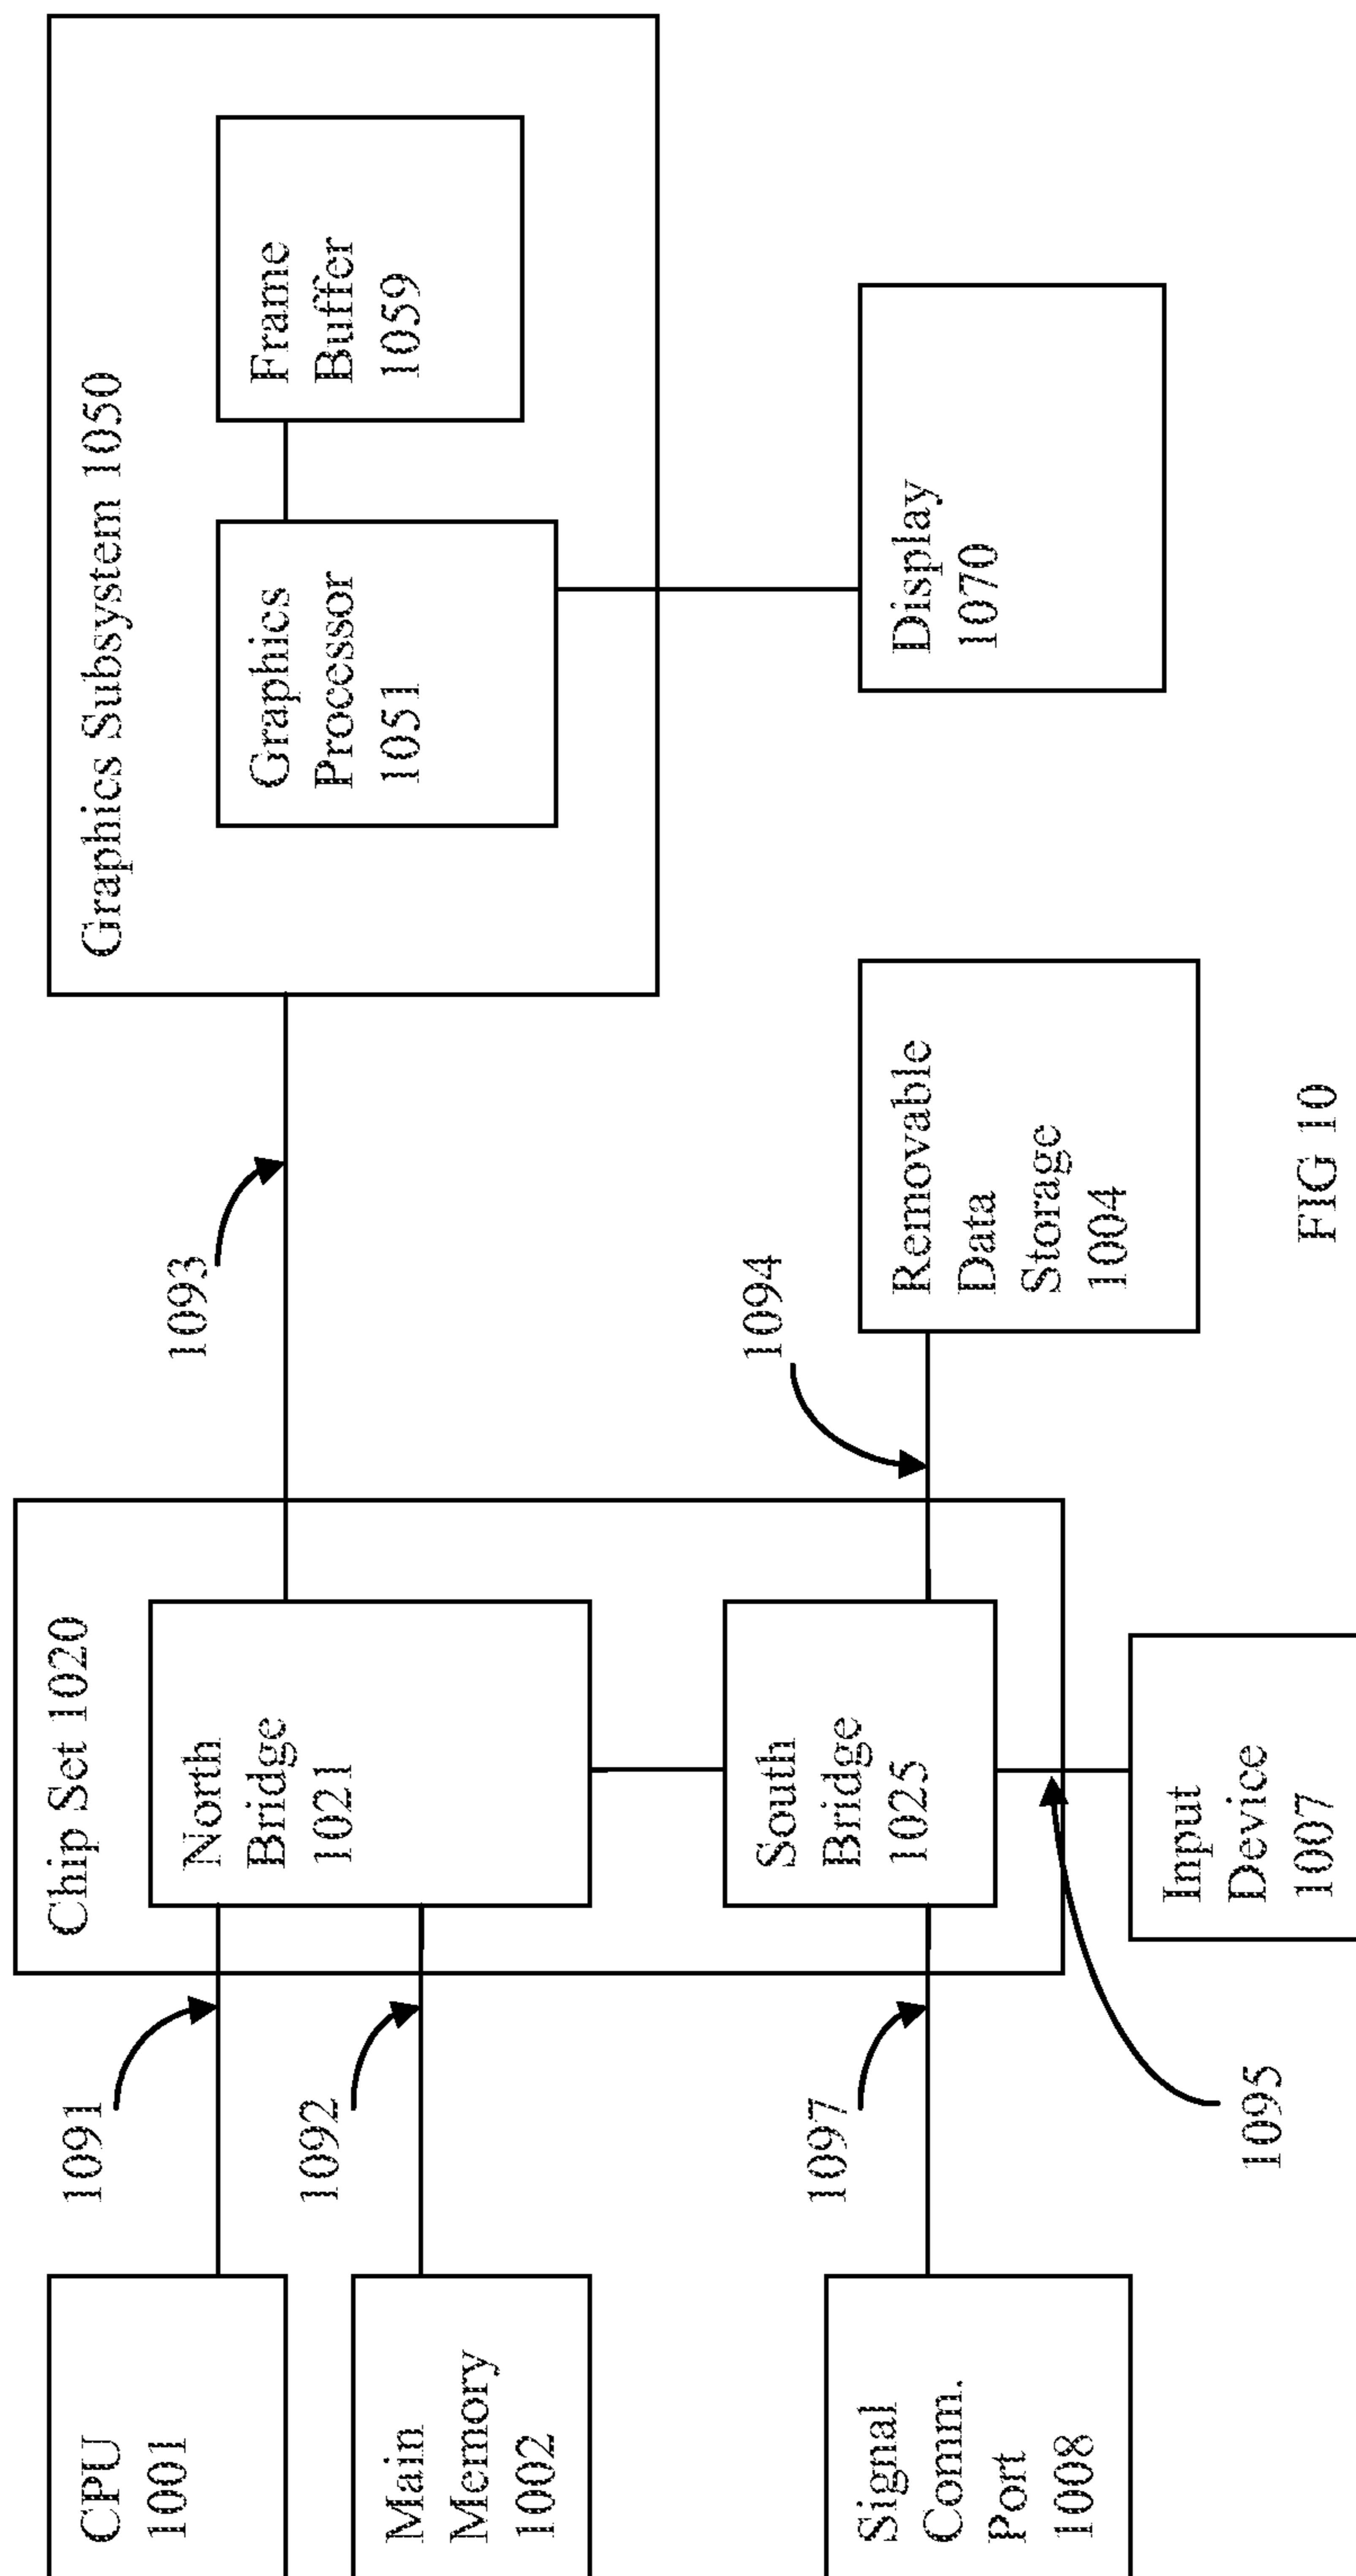 CPU
1001
Main
Memory
1002
Signal
Comm.
Port
1008
1091
1092
1097
1095
Chip Set 1020
North
Bridge
1021
South
Bridge
1025
Input
Device
1007
1093
1094
Removable
Data
Storage
1004
Graphics Subsystem 1050
Graphics
Processor
1051
Frame
Buffer
1059
Display
1070
FIG 10